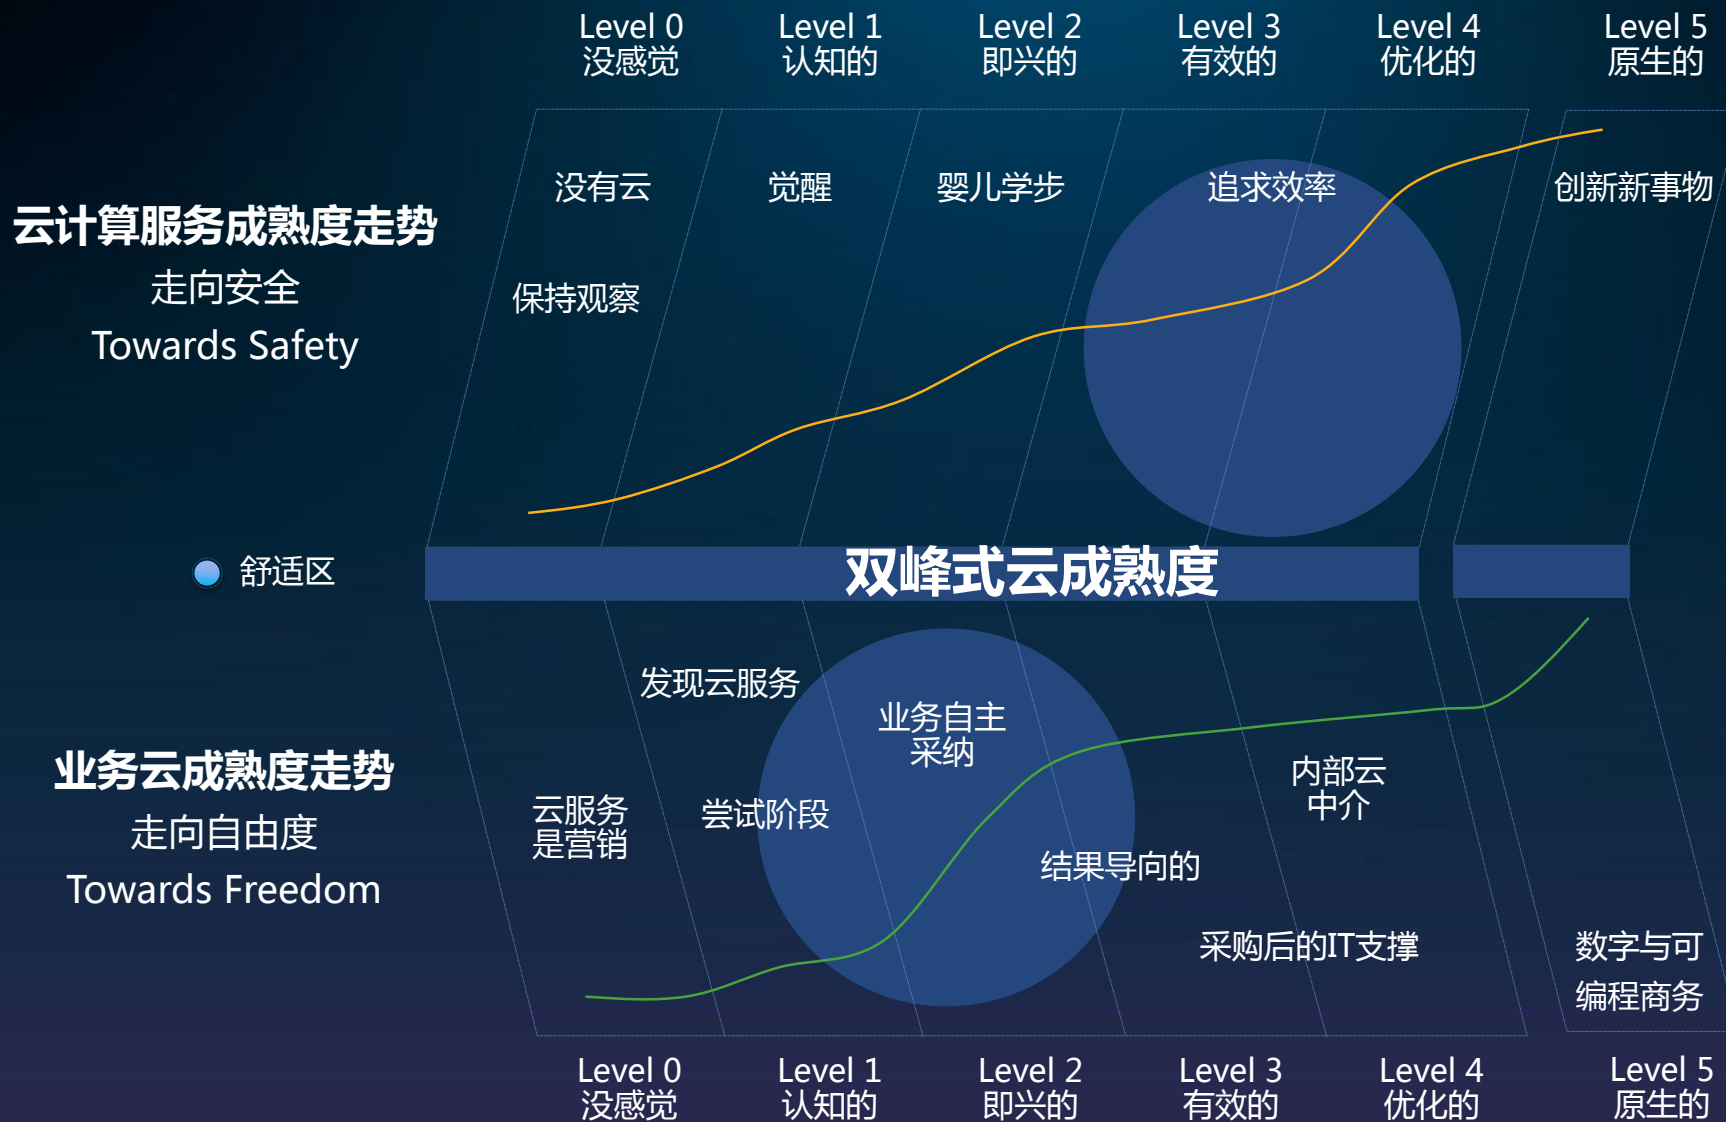 Level 0
没感觉
Level 1
认知的
Level 2
即兴的
Level 3
有效的
Level 4
优化的
Level 5
原生的
云计算服务成熟度走势
走向安全
Towards Safety
没有云
保持观察
觉醒
婴儿学步
追求效率
创新新事物
舒适区
双峰式云成熟度
业务云成熟度走势
走向自由度
Towards Freedom
云服务
是营销
发现云服务
尝试阶段
业务自主
采纳
结果导向的
内部云
中介
采购后的IT支撑
数字与可
编程商务
Level 0
没感觉
Level 1
认知的
Level 2
即兴的
Level 3
有效的
Level 4
优化的
Level 5
原生的